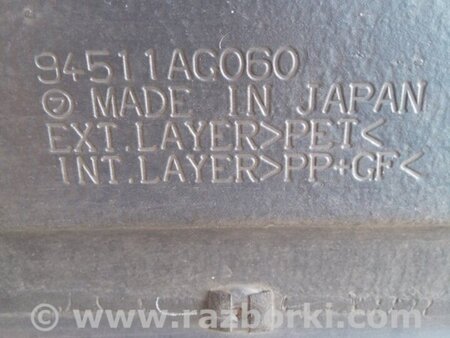 94511AG060
MADE IN JAPAN
EXT.LAYER>PET<
INT.LAYER>PP+GF<
© www.razborki.com